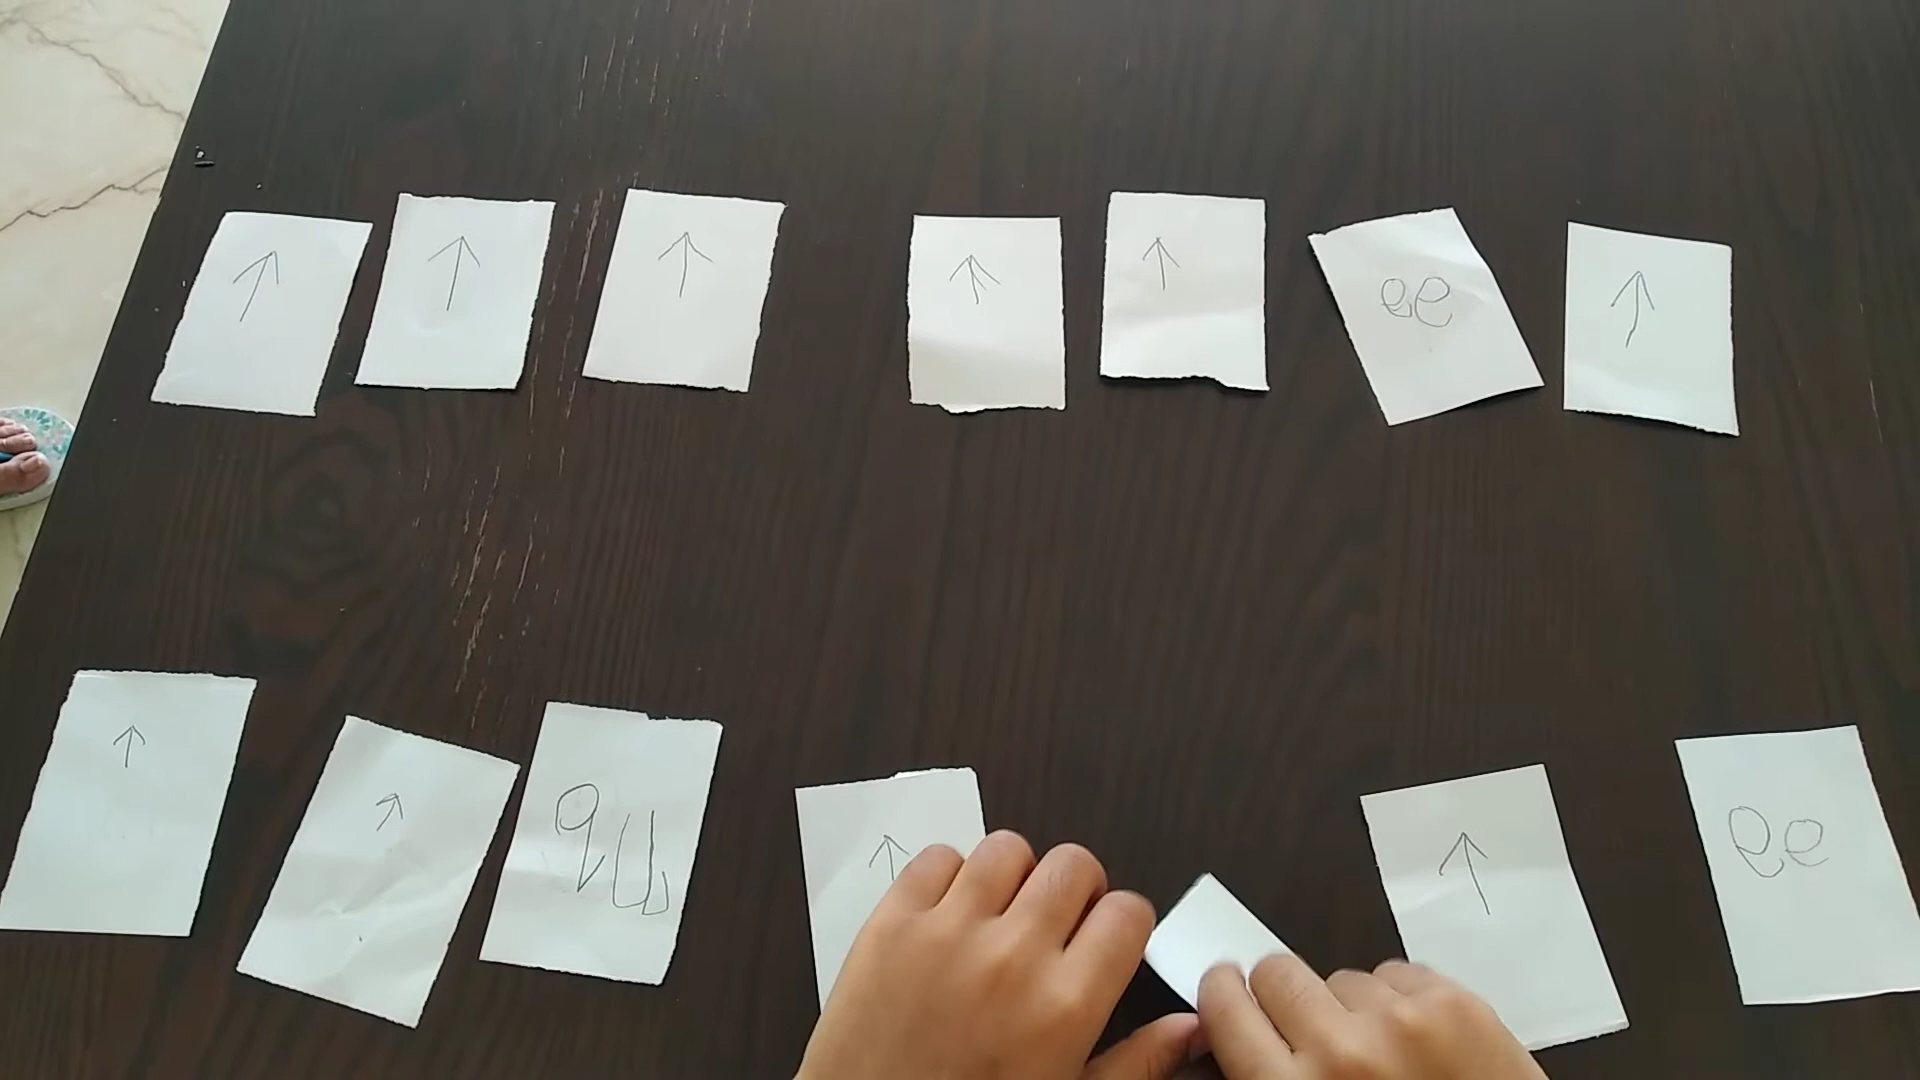 ↑ ↑ ↑ ↑ ↑ ee ↑
↑ ↑ qu ↑ ↑ ee